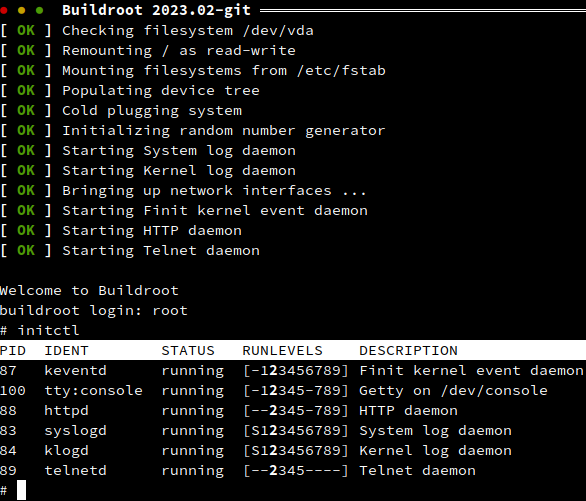 Buildroot 2023.02-git
[ OK ] Checking filesystem /dev/vda
[ OK ] Remounting / as read-write
[ OK ] Mounting filesystems from /etc/fstab
[ OK ] Populating device tree
[ OK ] Cold plugging system
[ OK ] Initializing random number generator
[ OK ] Starting System log daemon
[ OK ] Starting Kernel log daemon
[ OK ] Bringing up network interfaces ...
[ OK ] Starting Finit kernel event daemon
[ OK ] Starting HTTP daemon
[ OK ] Starting Telnet daemon
Welcome to Buildroot
buildroot login: root
# initctl
PID  IDENT        STATUS   RUNLEVELS    DESCRIPTION
87   keventd      running  [-123456789] Finit kernel event daemon
100  tty:console  running  [-12345-789] Getty on /dev/console
88   httpd        running  [--2345-789] HTTP daemon
83   syslogd      running  [S123456789] System log daemon
84   klogd        running  [S123456789] Kernel log daemon
89   telnetd      running  [--2345----] Telnet daemon
#